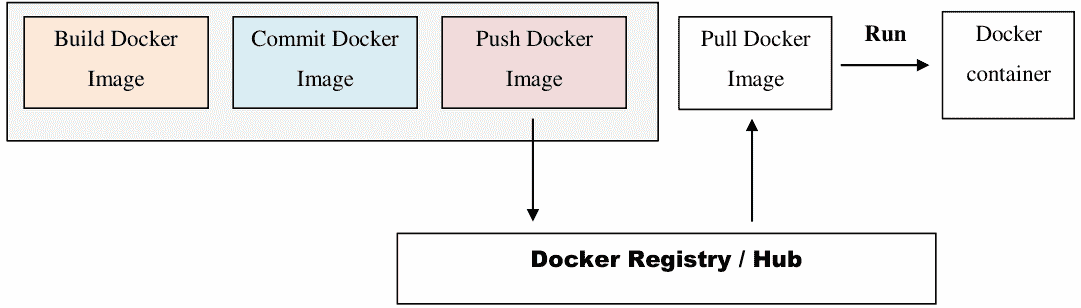 Build Docker
Image
Commit Docker
Image
Push Docker
Image
Pull Docker
Image
Run
Docker
container
Docker Registry / Hub